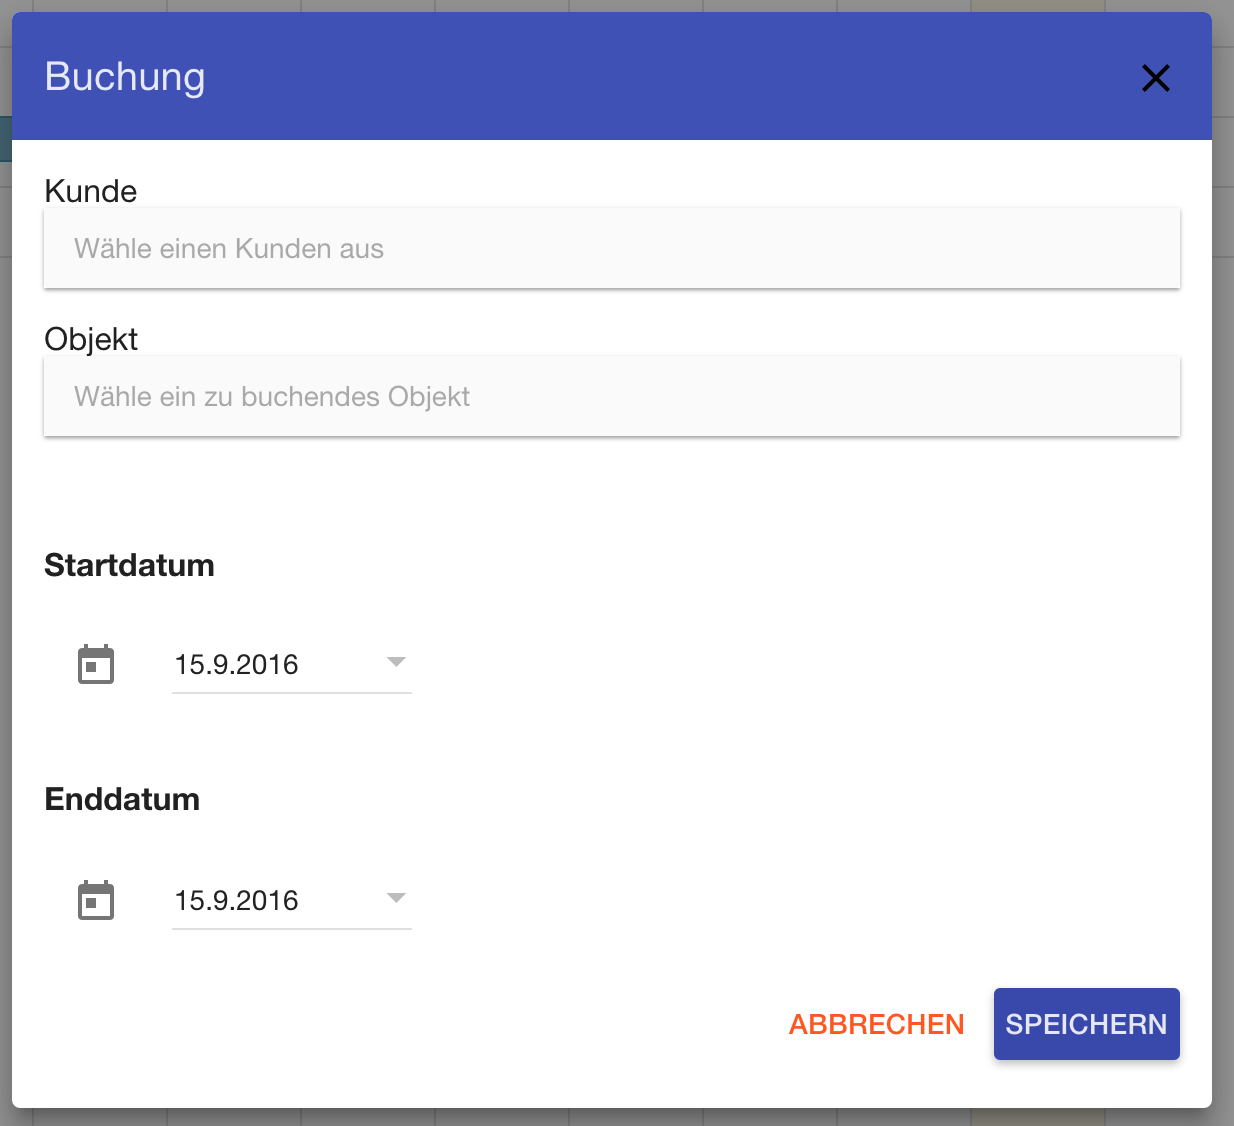 Buchung
Kunde
Wähle einen Kunden aus
Objekt
Wähle ein zu buchendes Objekt
Startdatum
15.9.2016
Enddatum
15.9.2016
ABBRECHEN SPEICHERN